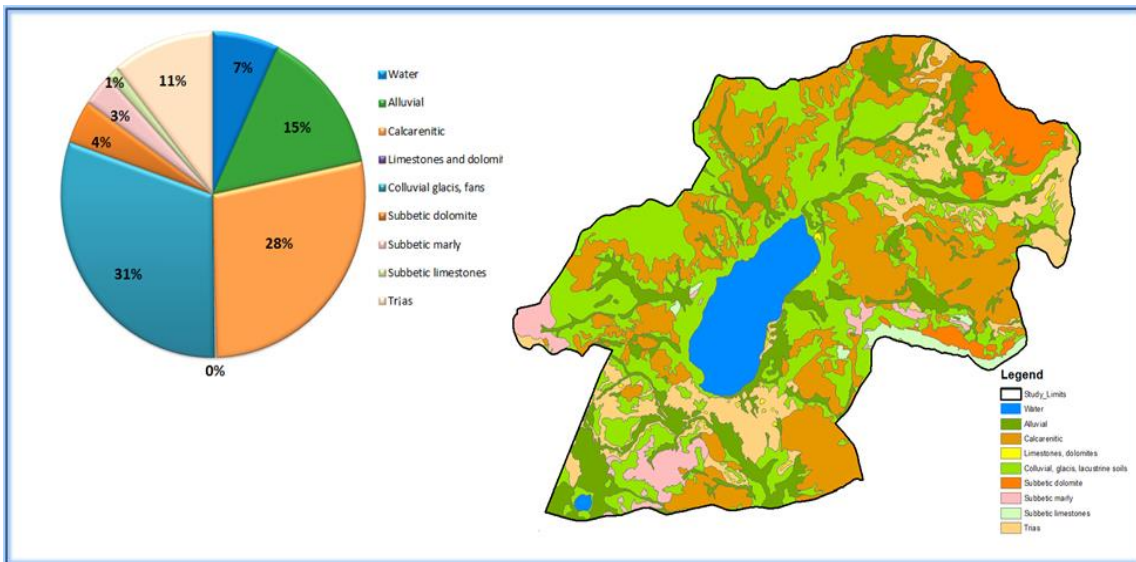 7%
15%
28%
0%
31%
4%
3%
1%
11%
Water
Alluvial
Calcarenitic
Limestones and dolomit
Colluvial glacis, fans
Subbetic dolomite
Subbetic marly
Subbetic limestones
Trías
Legend
Study_Limits
Water
Alluvial
Calcarenitic
Limestones, dolomites
Colluvial, glacis, lacustrine soils
Subbetic dolomite
Subbetic marly
Subbetic limestones
Trias